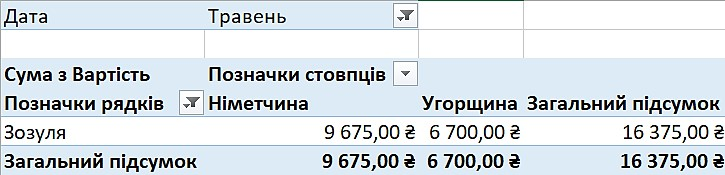 Дата Травень
Сума з Вартість Позначки стовпців
Позначки рядків Німетчина Угорщина Загальний підсумок
Зозуля 9 675,00 ₴ 6 700,00 ₴ 16 375,00 ₴
Загальний підсумок 9 675,00 ₴ 6 700,00 ₴ 16 375,00 ₴